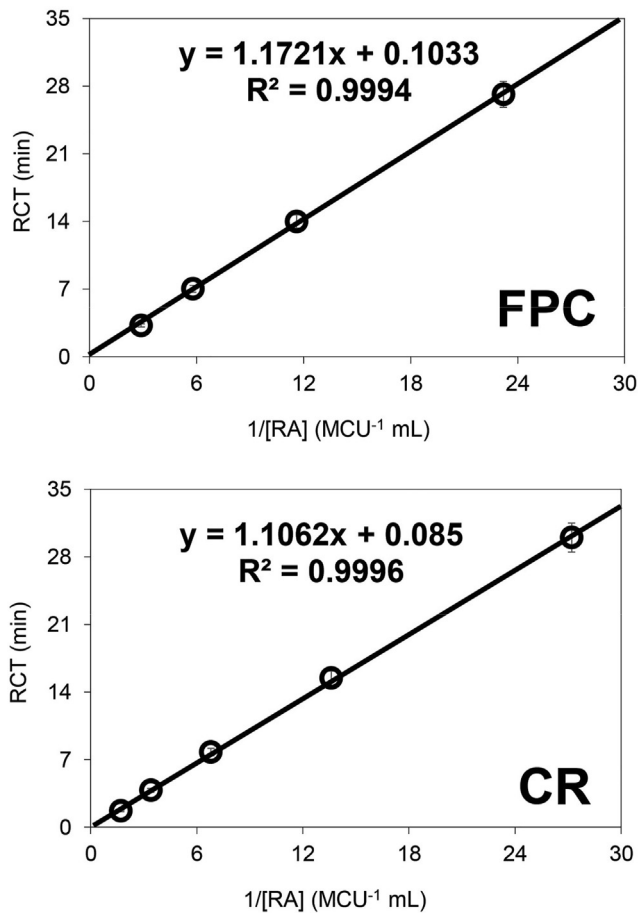 35
y = 1.1721x + 0.1033
R² = 0.9994
28
21
RCT (min)
14
7
FPC
0
0 6 12 18 24 30
1/[RA] (MCU⁻¹ mL)
35
y = 1.1062x + 0.085
R² = 0.9996
28
21
RCT (min)
14
7
CR
0
0 6 12 18 24 30
1/[RA] (MCU⁻¹ mL)